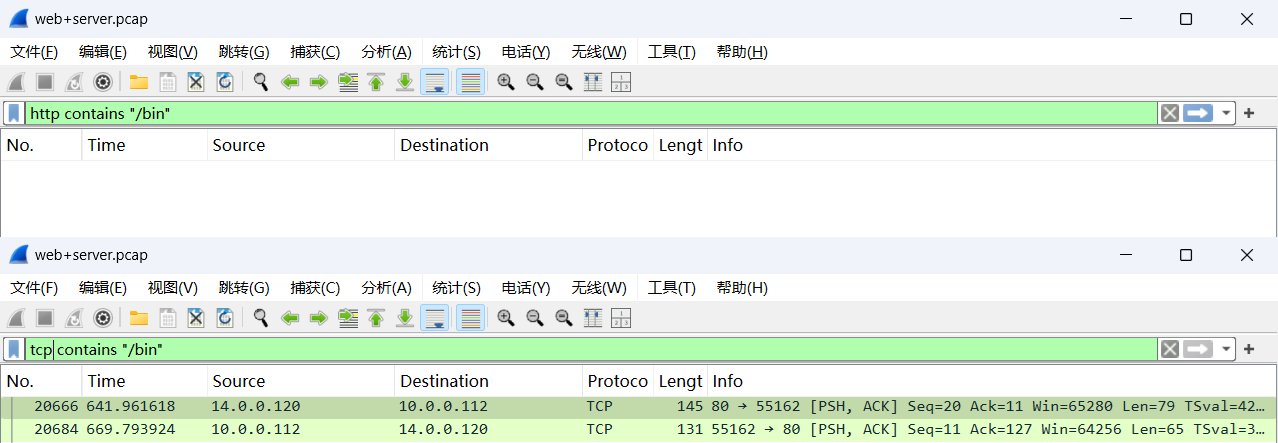 web+server.pcap
文件(F) 编辑(E) 视图(V) 跳转(G) 捕获(C) 分析(A) 统计(S) 电话(Y) 无线(W) 工具(T) 帮助(H)
http contains "/bin"
No. Time Source Destination Protoco Lengt Info
web+server.pcap
文件(F) 编辑(E) 视图(V) 跳转(G) 捕获(C) 分析(A) 统计(S) 电话(Y) 无线(W) 工具(T) 帮助(H)
tcp contains "/bin"
No. Time Source Destination Protoco Lengt Info
20666 641.961618 14.0.0.120 10.0.0.112 TCP 145 80 → 55162 [PSH, ACK] Seq=20 Ack=11 Win=65280 Len=79 TSval=42…
20684 669.793924 10.0.0.112 14.0.0.120 TCP 131 55162 → 80 [PSH, ACK] Seq=11 Ack=127 Win=64256 Len=65 TSval=3…